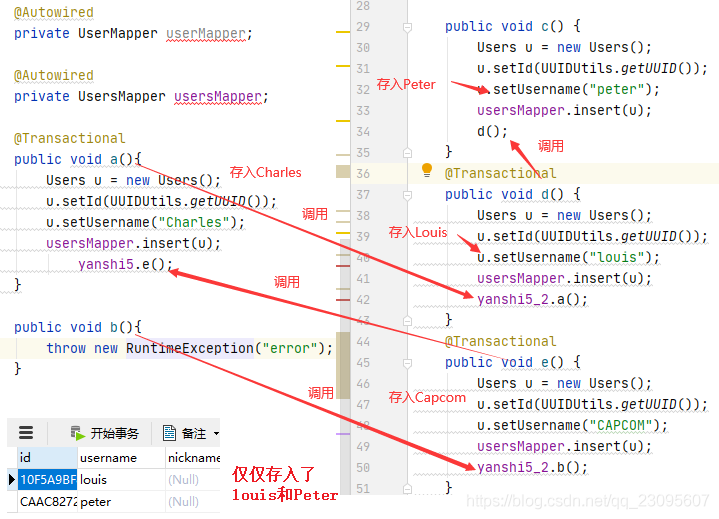 @Autowired
private UserMapper userMapper;
@Autowired
private UsersMapper usersMapper;
@Transactional
public void a(){
存入Charles
Users u = new Users();
u.setId(UUIDUtils.getUUID());
调用
u.setUsername("Charles");
usersMapper.insert(u);
yanshi5.e();
调用
}
public void b(){
throw new RuntimeException("error");
}
调用
开始事务
备注
id username nicknam
10F5A9BF louis (Null)
CAAC8272 peter (Null)
仅仅存入了
louis和Peter
28
29 public void c() {
30 Users u = new Users();
31 u.setId(UUIDUtils.getUUID());
存入Peter
32 u.setUsername("peter");
33 usersMapper.insert(u);
34 d();
调用
35 }
36 @Transactional
37 public void d() {
38 Users u = new Users();
39 u.setId(UUIDUtils.getUUID());
存入Louis
40 u.setUsername("louis");
41 usersMapper.insert(u);
42 yanshi5_2.a();
43 }
44 @Transactional
45 public void e() {
46 Users u = new Users();
存入Capcom
47 u.setId(UUIDUtils.getUUID());
48 u.setUsername("CAPCOM");
49 usersMapper.insert(u);
50 yanshi5_2.b();
51 }
https://blog.csdn.net/qq_23095607